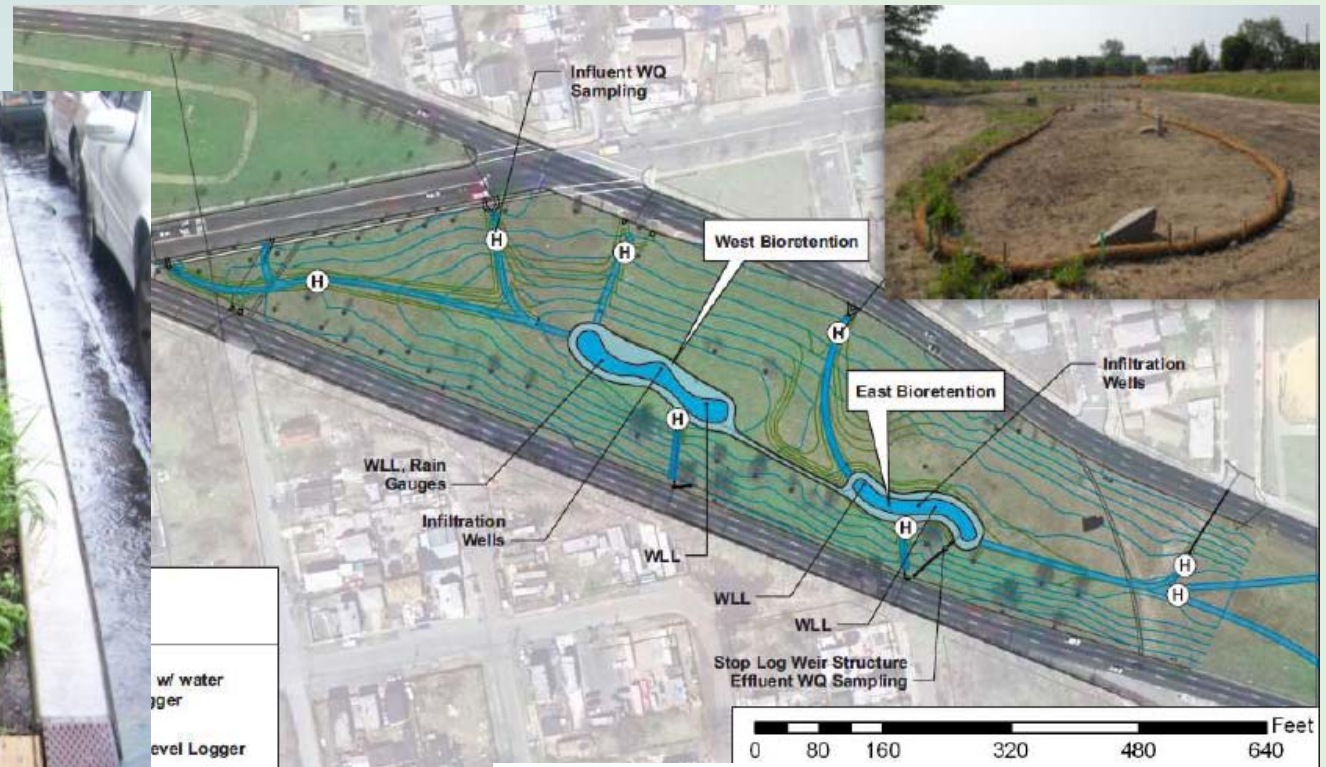 Influent WQ
Sampling
H
H
H
West Bioretention
H
Infiltration
Wells
East Bioretention
H
WLL, Rain
Gauges
Infiltration
Wells
H
WLL
H
H
WLL
WLL
Stop Log Weir Structure
Effluent WQ Sampling
w/ water
evel Logger
Feet
0 80 160 320 480 640